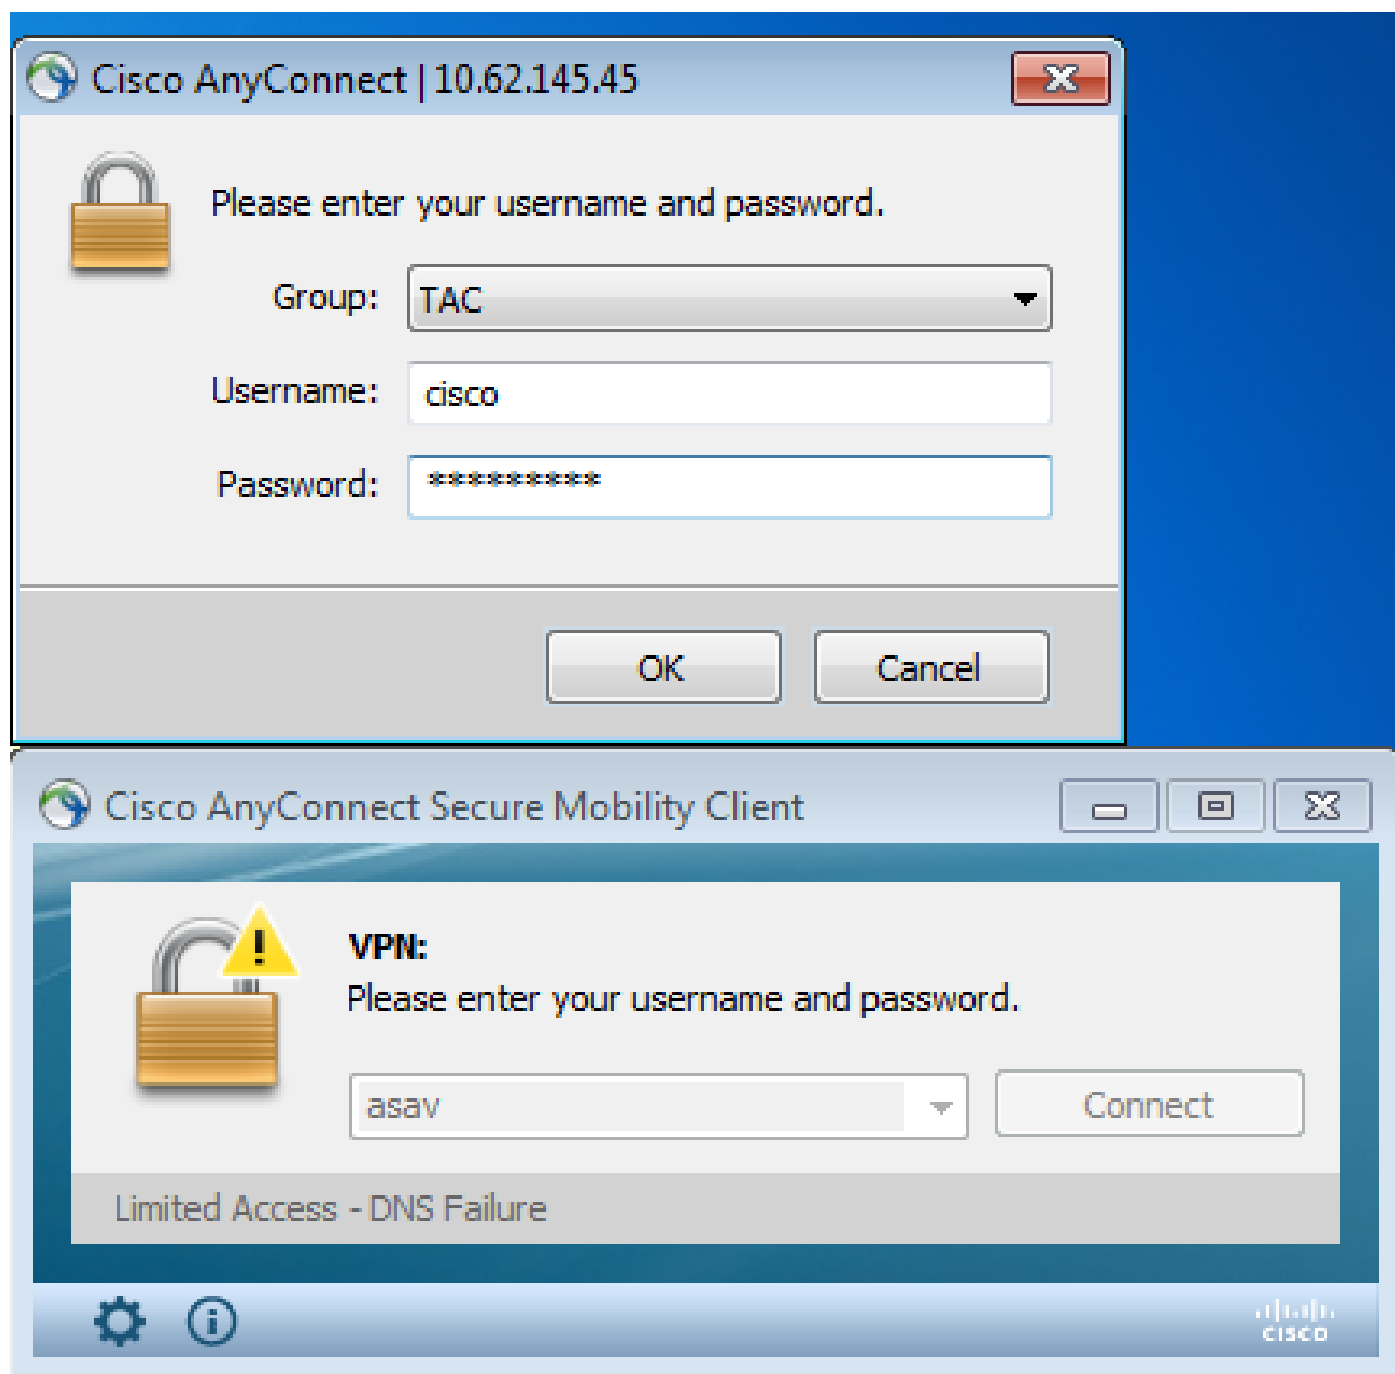 Cisco AnyConnect | 10.62.145.45
Please enter your username and password.
Group: TAC
Username: cisco
Password: *********
OK Cancel
Cisco AnyConnect Secure Mobility Client
VPN:
Please enter your username and password.
asav Connect
Limited Access - DNS Failure
CISCO